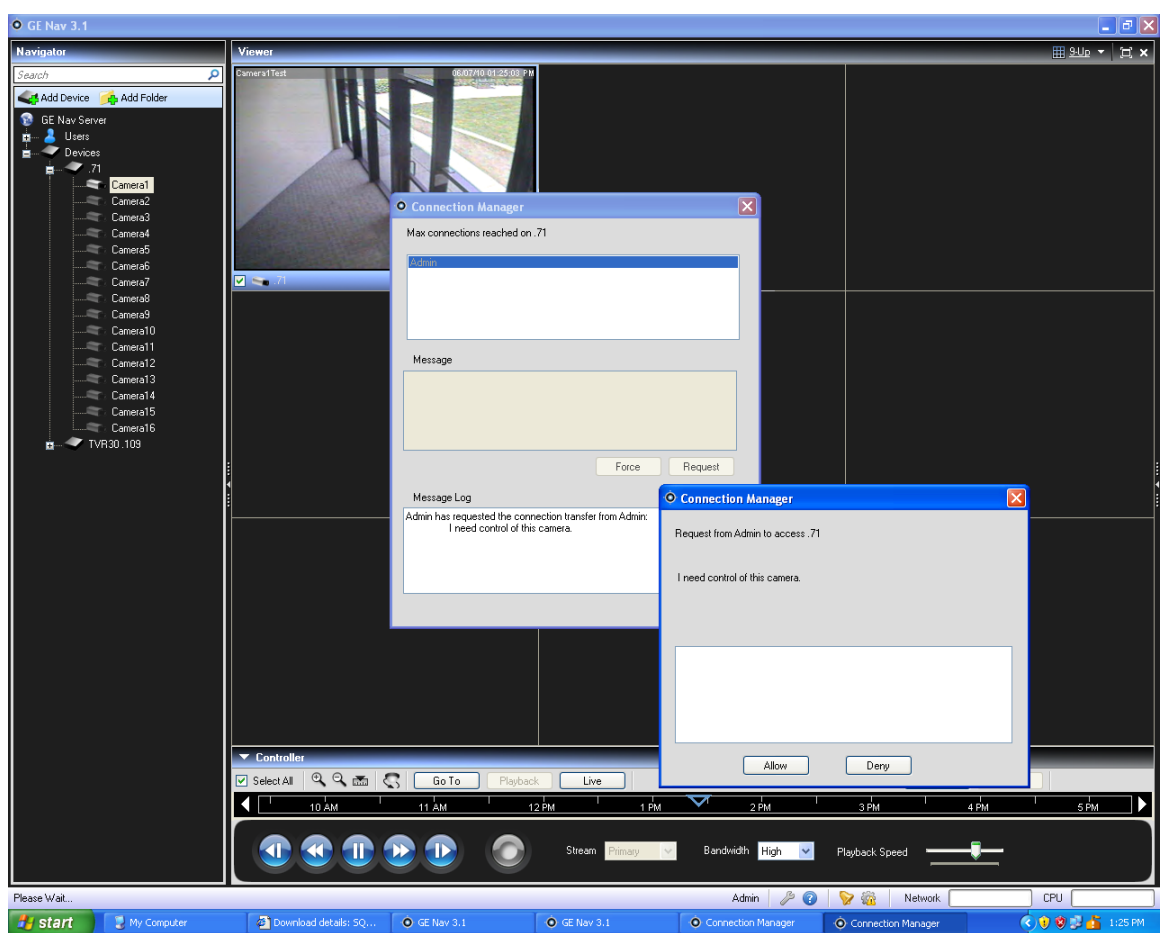 GE Nav 3.1
Navigator
Viewer
9-Up
Search
Add Device
Add Folder
GE Nav Server
Users
Devices
.71
Camera1
Camera2
Camera3
Camera4
Camera5
Camera6
Camera7
Camera8
Camera9
Camera10
Camera11
Camera12
Camera13
Camera14
Camera15
Camera16
TVR30 .109
Camera1Test
06/07/10 01:25:03 PM
.71
Connection Manager
Max connections reached on .71
Admin
Message
Force
Request
Message Log
Admin has requested the connection transfer from Admin:
I need control of this camera.
Connection Manager
Request from Admin to access .71
I need control of this camera.
Allow
Deny
Controller
Select All
Go To
Playback
Live
10 AM
11 AM
12 PM
1 PM
2 PM
3 PM
4 PM
5 PM
Stream
Primary
Bandwidth
High
Playback Speed
Please Wait...
Admin
Network
CPU
start
My Computer
Download details: SQ...
GE Nav 3.1
GE Nav 3.1
Connection Manager
Connection Manager
1:25 PM